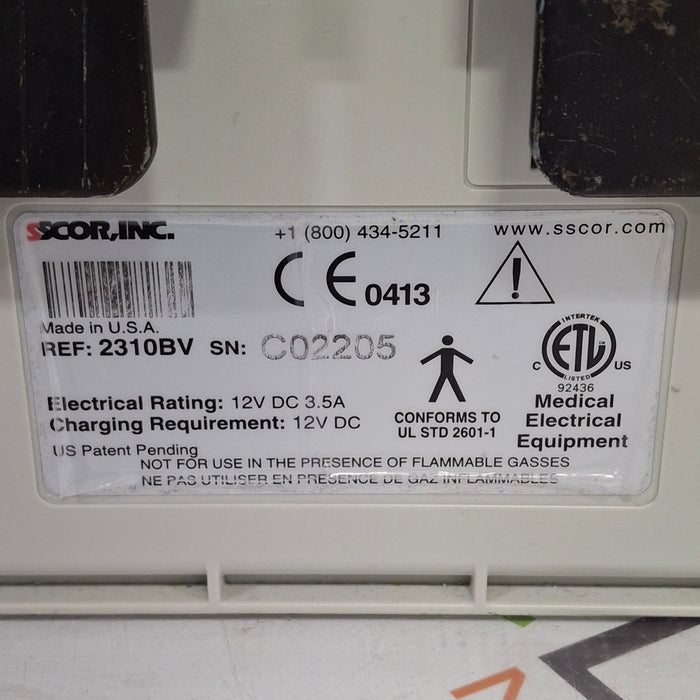 SSCOR, INC. +1 (800) 434-5211 www.sscor.com
CE 0413
Made in U.S.A.
REF: 2310BV SN: C02205
INTERTEK
ETL
C US
LISTED
92436
Electrical Rating: 12V DC 3.5A
Charging Requirement: 12V DC
CONFORMS TO
UL STD 2601-1
Medical
Electrical
Equipment
US Patent Pending
NOT FOR USE IN THE PRESENCE OF FLAMMABLE GASSES
NE PAS UTILISER EN PRESENCE DE GAZ INFLAMMABLES